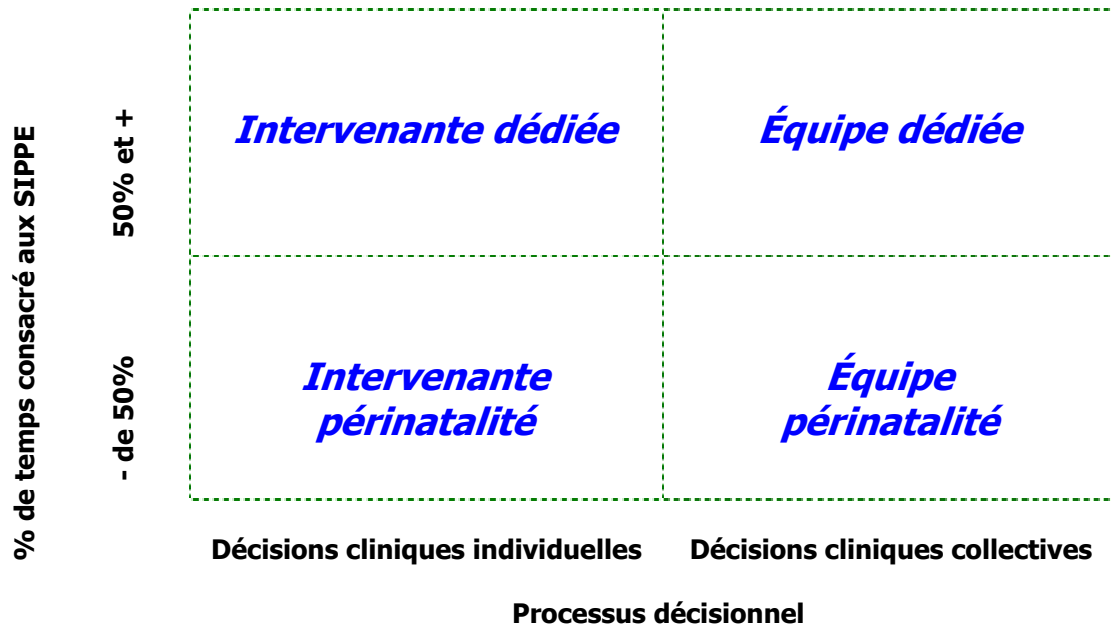 % de temps consacré aux SIPPE
50% et +
Intervenante dédiée
Équipe dédiée
- de 50%
Intervenante
périnatalité
Équipe
périnatalité
Décisions cliniques individuelles
Décisions cliniques collectives
Processus décisionnel